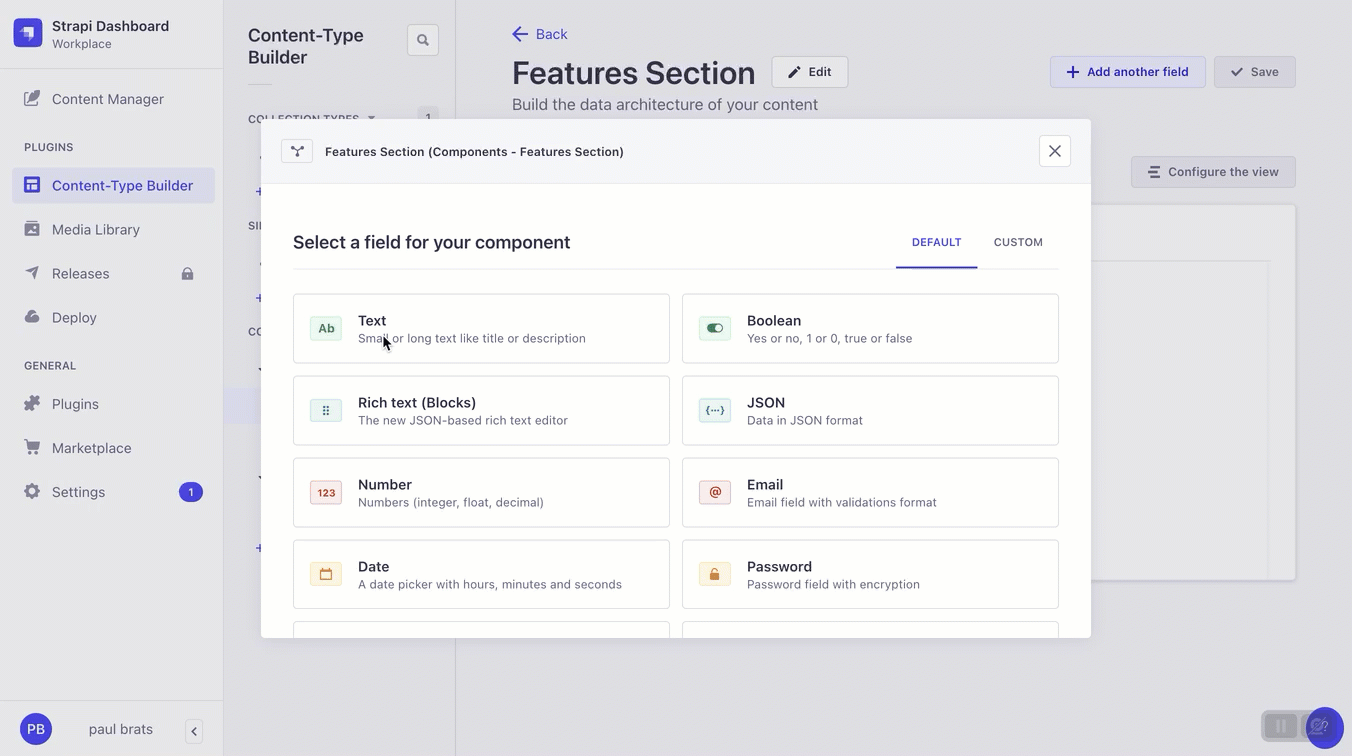 Strapi Dashboard
Workplace
Content Manager
PLUGINS
Content-Type Builder
Media Library
Releases
Deploy
GENERAL
Plugins
Marketplace
Settings
1
PB
paul brats
Content-Type
Builder
COLLECTION TYPES
1
Back
Features Section
Edit
Build the data architecture of your content
Add another field
Save
Configure the view
Features Section (Components - Features Section)
Select a field for your component
DEFAULT
CUSTOM
Ab
Text
Small or long text like title or description
Boolean
Yes or no, 1 or 0, true or false
Rich text (Blocks)
The new JSON-based rich text editor
{···}
JSON
Data in JSON format
123
Number
Numbers (integer, float, decimal)
@
Email
Email field with validations format
Date
A date picker with hours, minutes and seconds
Password
Password field with encryption